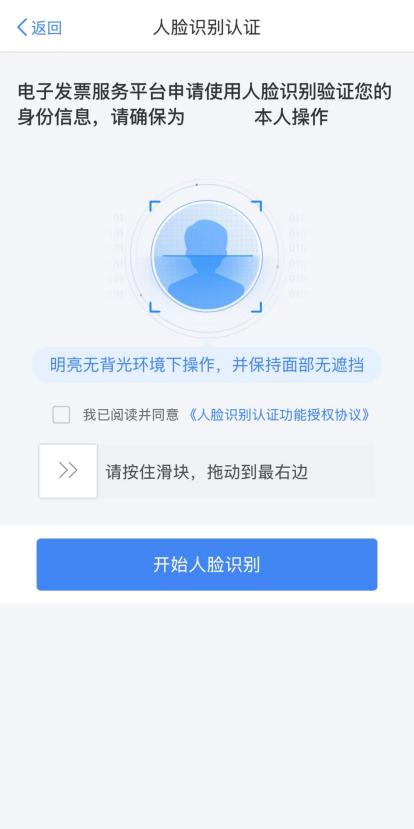 返回 人脸识别认证
电子发票服务平台申请使用人脸识别验证您的
身份信息，请确保为 本人操作
明亮无背光环境下操作，并保持面部无遮挡
我已阅读并同意 《人脸识别认证功能授权协议》
请按住滑块，拖动到最右边
开始人脸识别